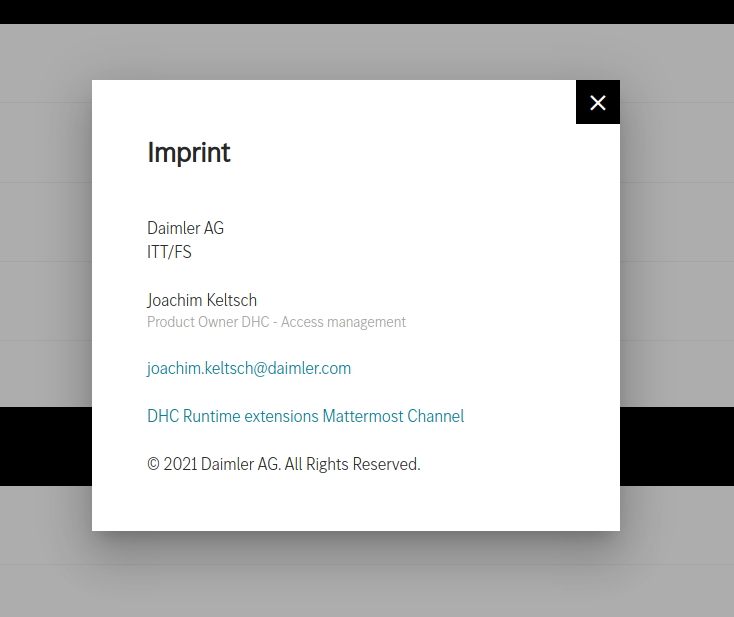 Imprint
Daimler AG
ITT/FS
Joachim Keltsch
Product Owner DHC - Access management
joachim.keltsch@daimler.com
DHC Runtime extensions Mattermost Channel
© 2021 Daimler AG. All Rights Reserved.